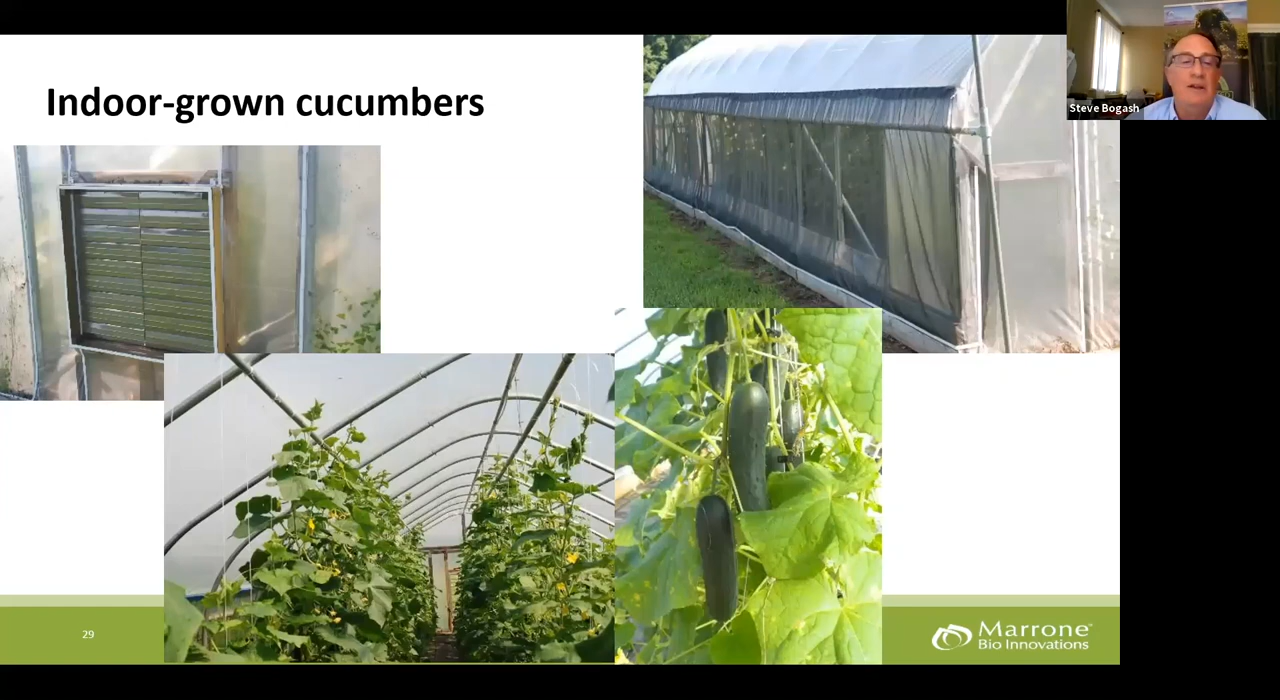 Indoor-grown cucumbers
Steve Bogash
29
Marrone
Bio Innovations